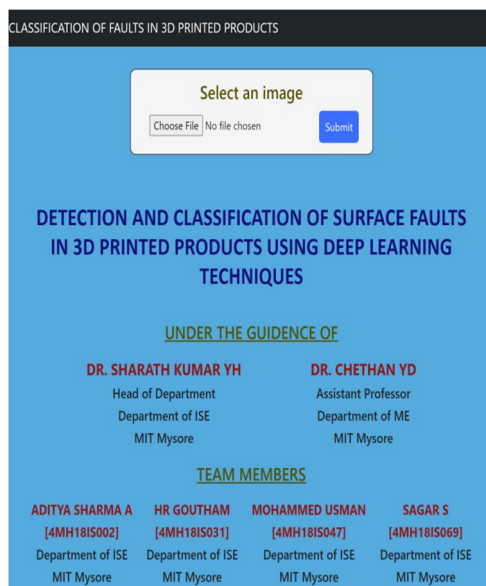 CLASSIFICATION OF FAULTS IN 3D PRINTED PRODUCTS
Select an image
Choose File No file chosen
Submit
DETECTION AND CLASSIFICATION OF SURFACE FAULTS
IN 3D PRINTED PRODUCTS USING DEEP LEARNING
TECHNIQUES
UNDER THE GUIDENCE OF
DR. SHARATH KUMAR YH
Head of Department
Department of ISE
MIT Mysore
DR. CHETHAN YD
Assistant Professor
Department of ME
MIT Mysore
TEAM MEMBERS
ADITYA SHARMA A
[4MH18IS002]
Department of ISE
MIT Mysore
HR GOUTHAM
[4MH18IS031]
Department of ISE
MIT Mysore
MOHAMMED USMAN
[4MH18IS047]
Department of ISE
MIT Mysore
SAGAR S
[4MH18IS069]
Department of ISE
MIT Mysore